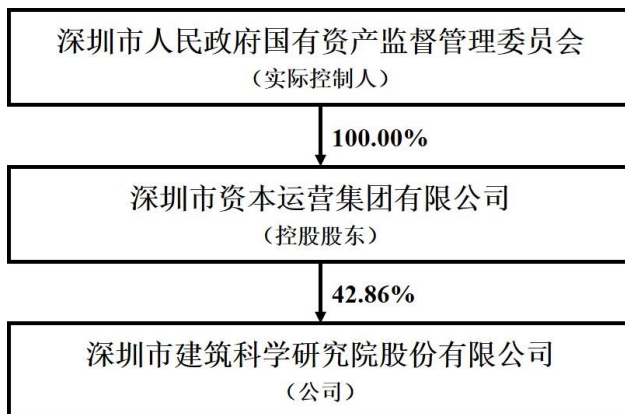 深圳市人民政府国有资产监督管理委员会
（实际控制人）
100.00%
深圳市资本运营集团有限公司
（控股股东）
42.86%
深圳市建筑科学研究院股份有限公司
（公司）